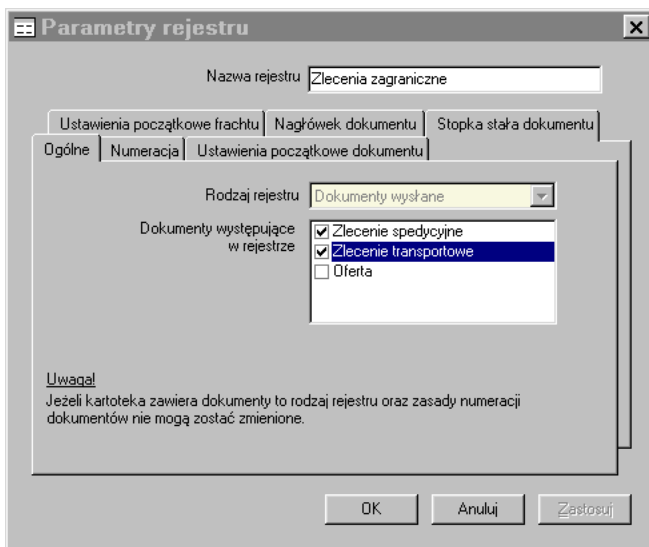 Parametry rejestru
Nazwa rejestru Zlecenia zagraniczne
Ustawienia początkowe frachtu Nagłówek dokumentu Stopka stała dokumentu
Ogólne Numeracja Ustawienia początkowe dokumentu
Rodzaj rejestru Dokumenty wysłane
Dokumenty występujące
w rejestrze
Zlecenie spedycyjne
Zlecenie transportowe
Oferta
Uwaga!
Jeżeli kartoteka zawiera dokumenty to rodzaj rejestru oraz zasady numeracji
dokumentów nie mogą zostać zmienione.
OK Anuluj Zastosuj